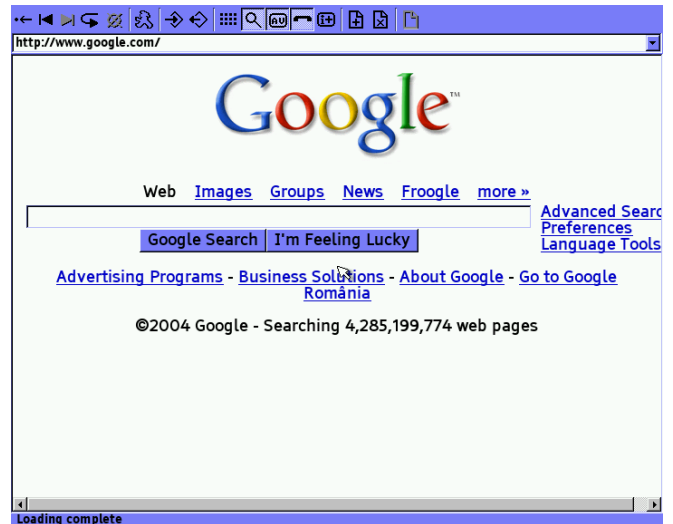 http://www.google.com/
Google™
Web Images Groups News Froogle more »
Advanced Searc
Preferences
Language Tools
Google Search I'm Feeling Lucky
Advertising Programs - Business Solutions - About Google - Go to Google
România
©2004 Google - Searching 4,285,199,774 web pages
Loading complete